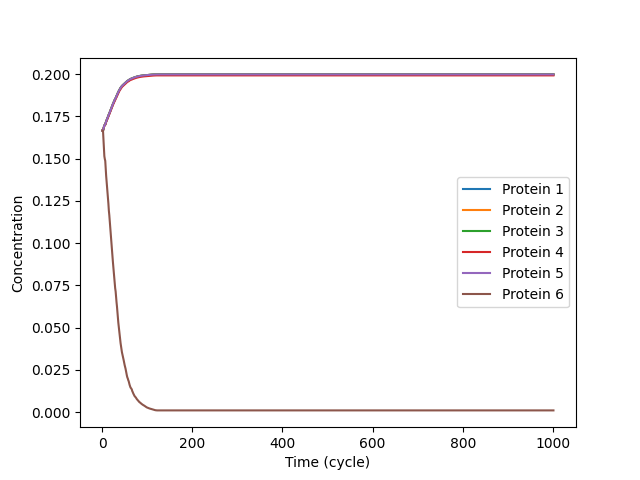 0.200
0.175
0.150
0.125
0.100
0.075
0.050
0.025
0.000
Concentration
0 200 400 600 800 1000
Time (cycle)
Protein 1
Protein 2
Protein 3
Protein 4
Protein 5
Protein 6